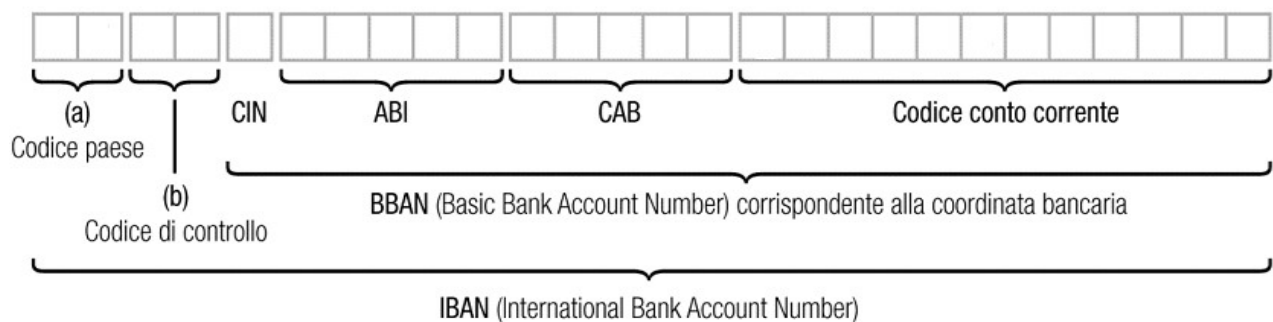 (a) CIN ABI CAB Codice conto corrente
Codice paese
(b) BBAN (Basic Bank Account Number) corrispondente alla coordinata bancaria
Codice di controllo
IBAN (International Bank Account Number)